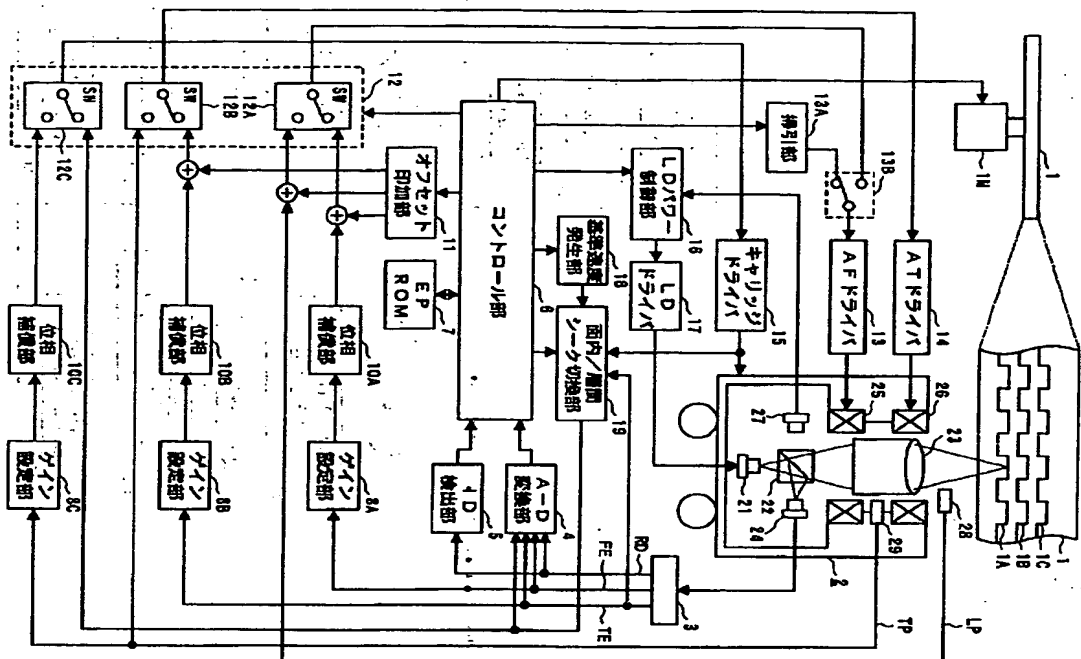 1
1M
13A
掃引部
13B
AFドライバ
13
ATドライバ
14
LDパワー
制御部
16
LD
ドライバ
17
キャリッジ
ドライバ
15
基準速度
発生部
18
面内/層間
シーク切換部
19
コントロール部
6
オフセット
印加部
11
EP
ROM
7
A-D
変換部
4
ID
検出部
5
RD
FE
TE
3
12
SW
12A
SW
12B
SW
12C
位相
補償部
10A
位相
補償部
10B
位相
補償部
10C
ゲイン
設定部
8A
ゲイン
設定部
8B
ゲイン
設定部
8C
25
26
23
27
21
22
24
29
28
2
1A
1B
1C
1
TP
LP